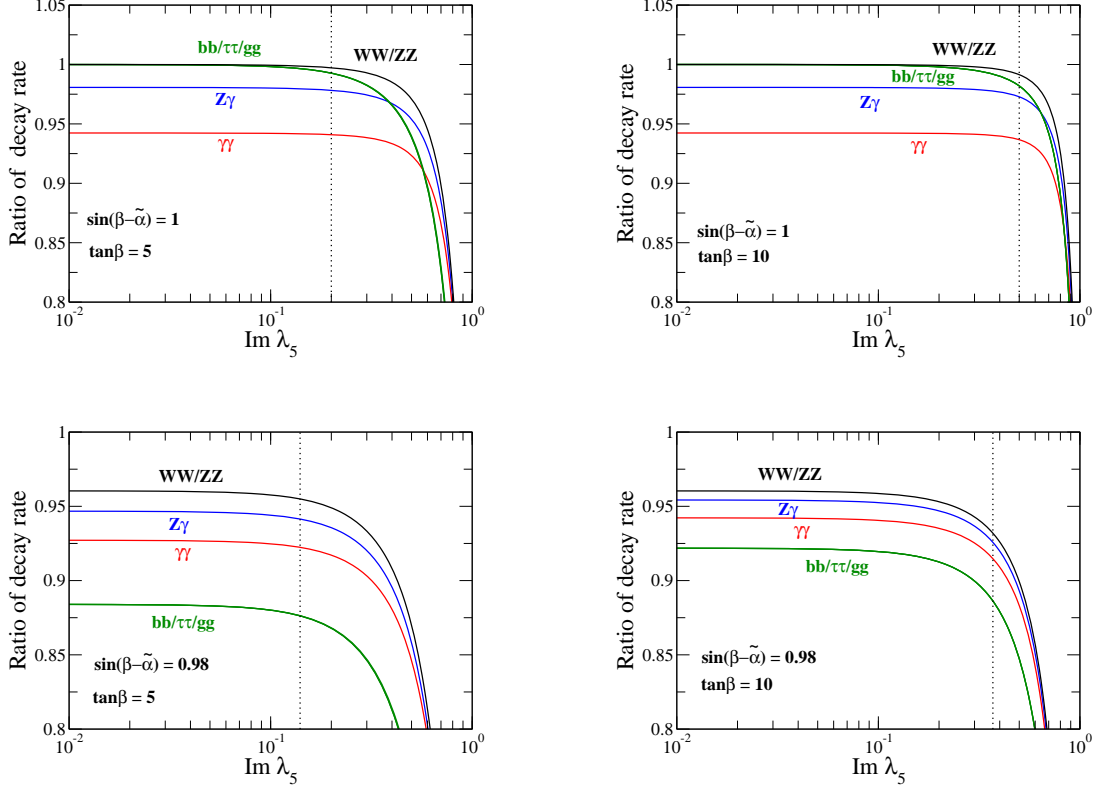 Ratio of decay rate
1.05
1
0.95
0.9
0.85
0.8
bb/ττ/gg
WW/ZZ
Zγ
γγ
sin(β−α̃) = 1
tanβ = 5
10⁻²
10⁻¹
10⁰
Im λ₅
Ratio of decay rate
1.05
1
0.95
0.9
0.85
0.8
WW/ZZ
bb/ττ/gg
Zγ
γγ
sin(β−α̃) = 1
tanβ = 10
10⁻²
10⁻¹
10⁰
Im λ₅
Ratio of decay rate
1
0.95
0.9
0.85
0.8
WW/ZZ
Zγ
γγ
bb/ττ/gg
sin(β−α̃) = 0.98
tanβ = 5
10⁻²
10⁻¹
10⁰
Im λ₅
Ratio of decay rate
1
0.95
0.9
0.85
0.8
WW/ZZ
Zγ
γγ
bb/ττ/gg
sin(β−α̃) = 0.98
tanβ = 10
10⁻²
10⁻¹
10⁰
Im λ₅